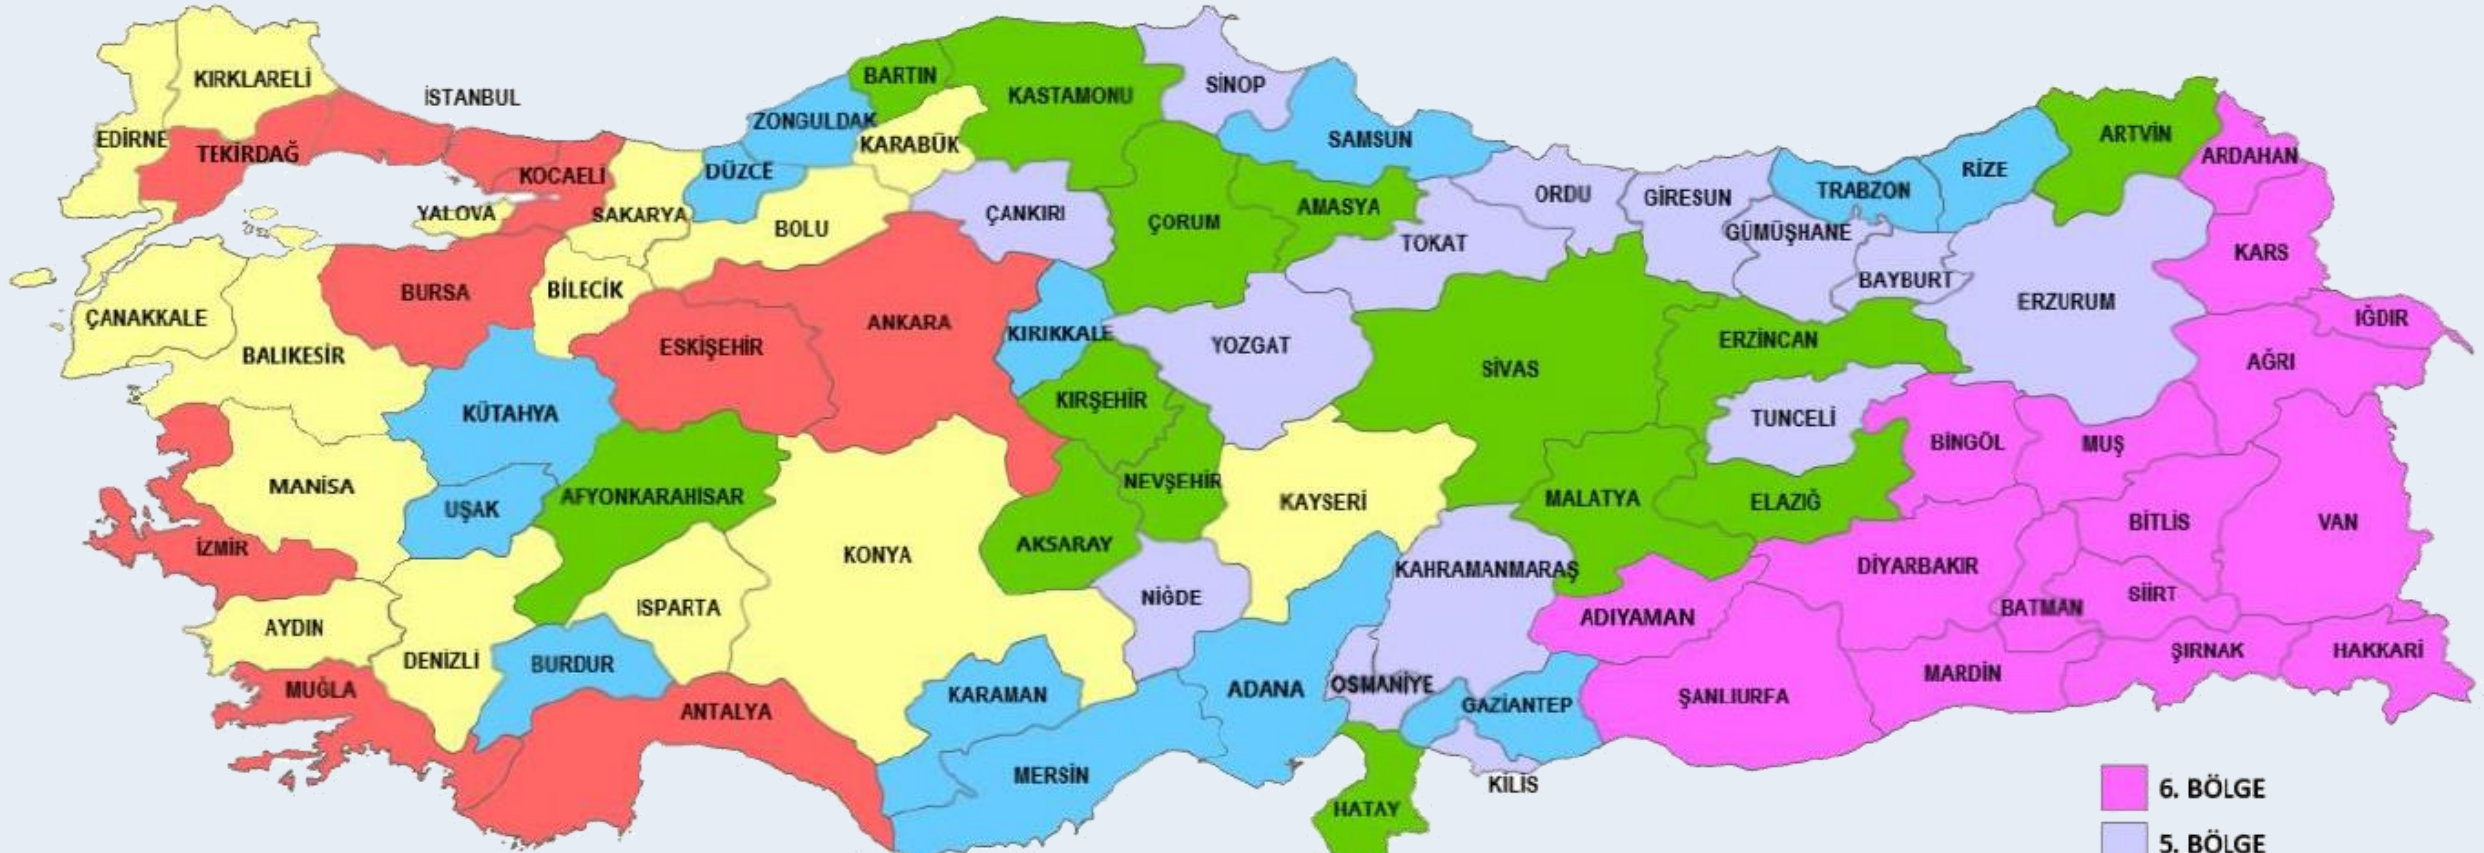 KIRKLARELİ
İSTANBUL
EDİRNE
TEKİRDAĞ
KOCAELİ
YALOVA
SAKARYA
DÜZCE
ZONGULDAK
BARTIN
KARABÜK
KASTAMONU
SİNOP
SAMSUN
ÇANKIRI
BOLU
ÇORUM
AMASYA
TOKAT
ORDU
GİRESUN
GÜMÜŞHANE
TRABZON
RİZE
ARTVİN
ARDAHAN
KARS
BAYBURT
ERZURUM
IĞDIR
AĞRI
ÇANAKKALE
BALIKESİR
BURSA
BİLECİK
ESKİŞEHİR
ANKARA
KIRIKKALE
YOZGAT
SİVAS
ERZİNCAN
TUNCELİ
KÜTAHYA
KIRŞEHİR
BİNGÖL
MUŞ
MANİSA
UŞAK
AFYONKARAHİSAR
NEVŞEHİR
KAYSERİ
MALATYA
ELAZIĞ
BİTLİS
VAN
İZMİR
KONYA
AKSARAY
NİĞDE
KAHRAMANMARAŞ
ADIYAMAN
DİYARBAKIR
BATMAN
SİİRT
AYDIN
DENİZLİ
ISPARTA
BURDUR
MUĞLA
ANTALYA
KARAMAN
MERSİN
ADANA
OSMANİYE
GAZİANTEP
KİLİS
HATAY
ŞANLIURFA
MARDİN
ŞIRNAK
HAKKARİ
6. BÖLGE
5. BÖLGE